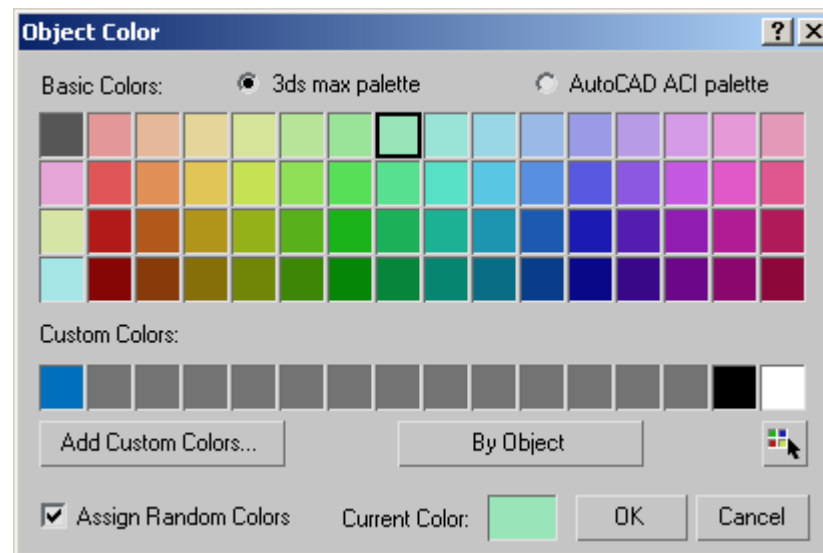 Object Color
Basic Colors: 3ds max palette AutoCAD ACI palette
Custom Colors:
Add Custom Colors... By Object
Assign Random Colors Current Color: OK Cancel